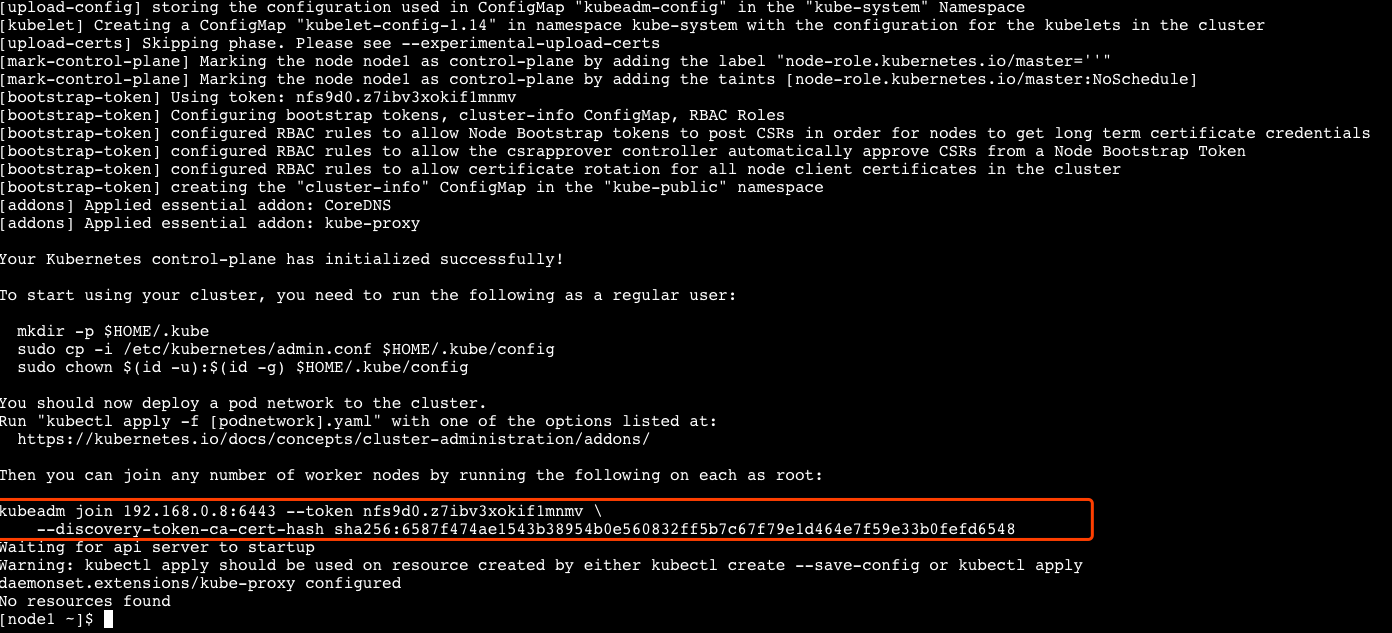 [upload-config] storing the configuration used in ConfigMap "kubeadm-config" in the "kube-system" Namespace
[kubelet] Creating a ConfigMap "kubelet-config-1.14" in namespace kube-system with the configuration for the kubelets in the cluster
[upload-certs] Skipping phase. Please see --experimental-upload-certs
[mark-control-plane] Marking the node node1 as control-plane by adding the label "node-role.kubernetes.io/master=''"
[mark-control-plane] Marking the node node1 as control-plane by adding the taints [node-role.kubernetes.io/master:NoSchedule]
[bootstrap-token] Using token: nfs9d0.z7ibv3xokif1mnmv
[bootstrap-token] Configuring bootstrap tokens, cluster-info ConfigMap, RBAC Roles
[bootstrap-token] configured RBAC rules to allow Node Bootstrap tokens to post CSRs in order for nodes to get long term certificate credentials
[bootstrap-token] configured RBAC rules to allow the csrapprover controller automatically approve CSRs from a Node Bootstrap Token
[bootstrap-token] configured RBAC rules to allow certificate rotation for all node client certificates in the cluster
[bootstrap-token] creating the "cluster-info" ConfigMap in the "kube-public" namespace
[addons] Applied essential addon: CoreDNS
[addons] Applied essential addon: kube-proxy

Your Kubernetes control-plane has initialized successfully!

To start using your cluster, you need to run the following as a regular user:

  mkdir -p $HOME/.kube
  sudo cp -i /etc/kubernetes/admin.conf $HOME/.kube/config
  sudo chown $(id -u):$(id -g) $HOME/.kube/config

You should now deploy a pod network to the cluster.
Run "kubectl apply -f [podnetwork].yaml" with one of the options listed at:
  https://kubernetes.io/docs/concepts/cluster-administration/addons/

Then you can join any number of worker nodes by running the following on each as root:

kubeadm join 192.168.0.8:6443 --token nfs9d0.z7ibv3xokif1mnmv \
    --discovery-token-ca-cert-hash sha256:6587f474ae1543b38954b0e560832ff5b7c67f79e1d464e7f59e33b0fefd6548
Waiting for api server to startup
Warning: kubectl apply should be used on resource created by either kubectl create --save-config or kubectl apply
daemonset.extensions/kube-proxy configured
No resources found
[node1 ~]$